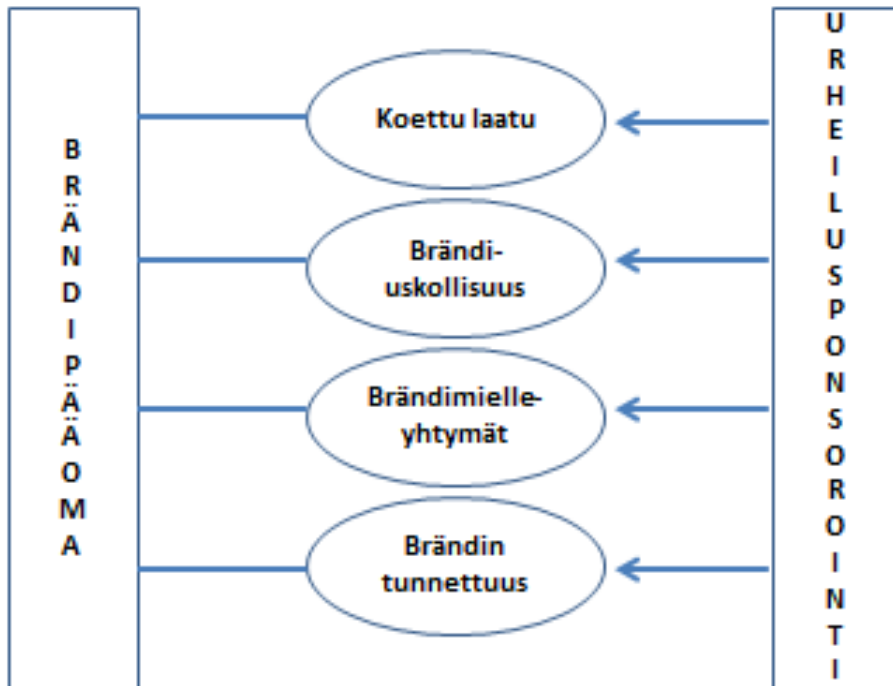 BRÄNDIPÄÄOMA
Koettu laatu
Brändi-
uskollisuus
Brändimielle-
yhtymät
Brändin
tunnettuus
URHEILUSPONSOROINTI